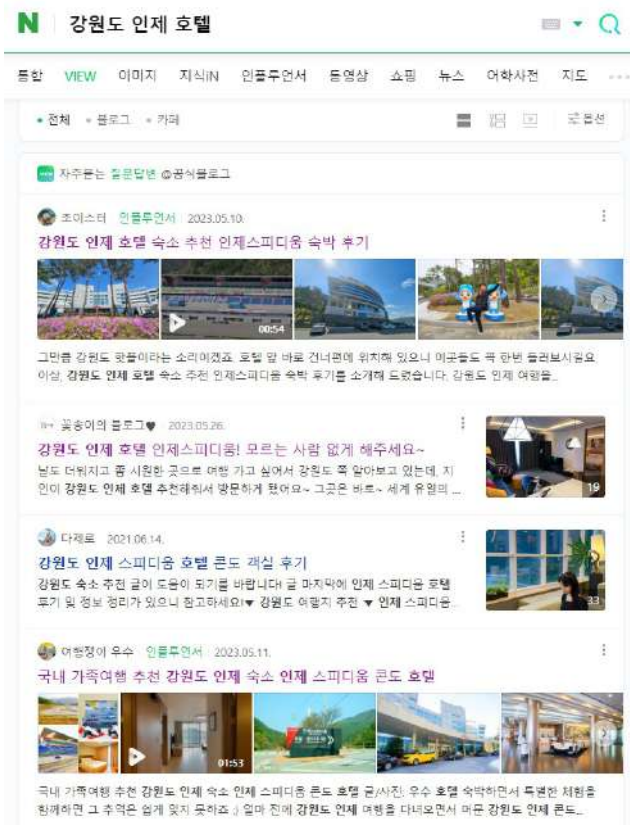 N 강원도 인제 호텔
통합 VIEW 이미지 지식iN 인플루언서 동영상 쇼핑 뉴스 어학사전 지도
전체 블로그 카페 옵션
자주묻는 질문답변 @공식블로그
조이스터 인플루언서 2023.05.10.
강원도 인제 호텔 숙소 추천 인제스피디움 숙박 후기
00:54
그만큼 강원도 핫플이라는 소리이겠죠. 호텔 앞 바로 건너편에 위치해 있으니 이곳들도 꼭 한번 들러보시길요
이상, 강원도 인제 호텔 숙소 추천 인제스피디움 숙박 후기를 소개해 드렸습니다. 강원도 인제 여행을...
꽃송이의 블로그♥ 2023.05.26.
강원도 인제 호텔 인제스피디움! 모르는 사람 없게 해주세요~
날도 더워지고 쫌 시원한 곳으로 여행 가고 싶어서 강원도 쪽 알아보고 있는데, 지
인이 강원도 인제 호텔 추천해줘서 방문하게 됐어요~ 그곳은 바로~ 세계 유일의 ...
19
다제로 2021.06.14.
강원도 인제 스피디움 호텔 콘도 객실 후기
강원도 숙소 추천 글이 도움이 되기를 바랍니다! 글 마지막에 인제 스피디움 호텔
후기 및 정보 정리가 있으니 참고하세요!▼ 강원도 여행지 추천 ▼ 인제 스피디움...
33
여행쟁이 우수 인플루언서 2023.05.11.
국내 가족여행 추천 강원도 인제 숙소 인제 스피디움 콘도 호텔
01:53
국내 가족여행 추천 강원도 인제 숙소 인제 스피디움 콘도 호텔 글/사진. 우수 호텔 숙박하면서 특별한 체험을
함께하면 그 추억은 쉽게 잊지 못하죠 :) 얼마 전에 강원도 인제 여행을 다녀오면서 머문 강원도 인제 콘도...